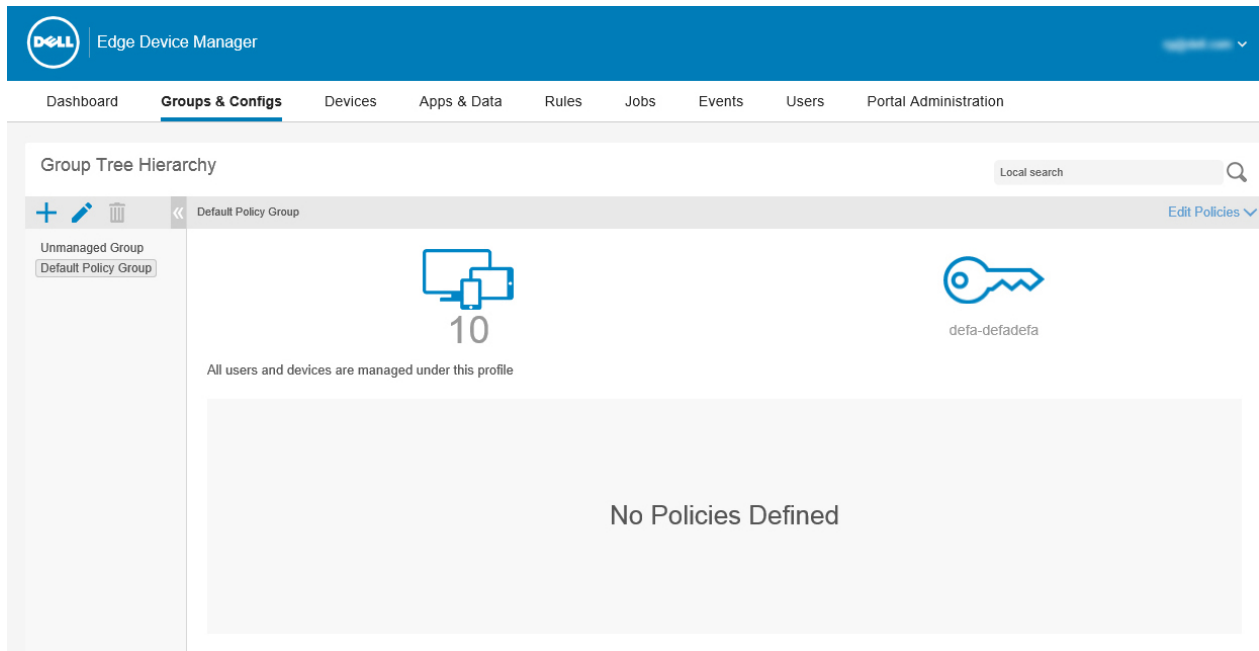 DELL
Edge Device Manager
Dashboard Groups & Configs Devices Apps & Data Rules Jobs Events Users Portal Administration
Group Tree Hierarchy
Local search
Default Policy Group
Edit Policies
Unmanaged Group
Default Policy Group
10
defa-defadefa
All users and devices are managed under this profile
No Policies Defined